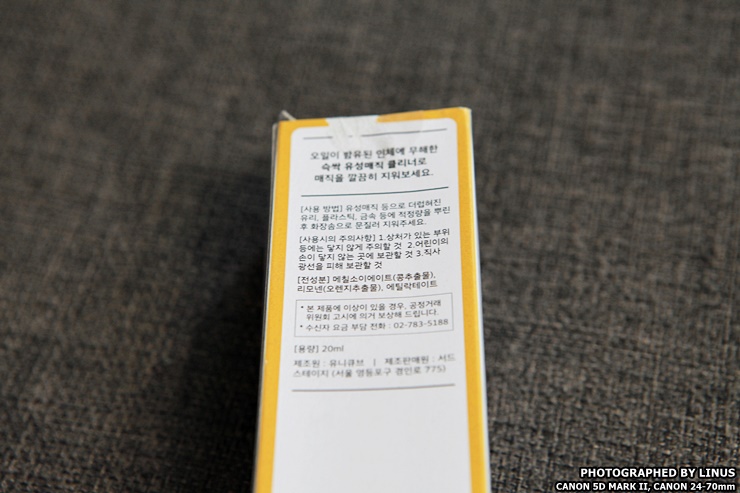 오일이 함유된 인체에 무해한
슥싹 유성매직 클리너로
매직을 깔끔히 지워보세요.
[사용 방법] 유성매직 등으로 더럽혀진
유리, 플라스틱, 금속 등에 적정량을 뿌린
후 화장솜으로 문질러 지워주세요.
[사용시의 주의사항] 1.상처가 있는 부위
등에는 닿지 않게 주의할 것 2.어린이의
손이 닿지 않는 곳에 보관할 것 3.직사
광선을 피해 보관할 것
[전성분] 메칠소이에이트(콩추출물),
리모넨(오렌지추출물), 에틸락테이트
* 본 제품에 이상이 있을 경우, 공정거래
위원회 고시에 의거 보상해 드립니다.
* 수신자 요금 부담 전화 : 02-783-5188
[용량] 20ml
제조원 : 유니큐브 | 제조판매원 : 서드
스테이지 (서울 영등포구 경인로 775)
PHOTOGRAPHED BY LINUS
CANON 5D MARK II, CANON 24-70mm